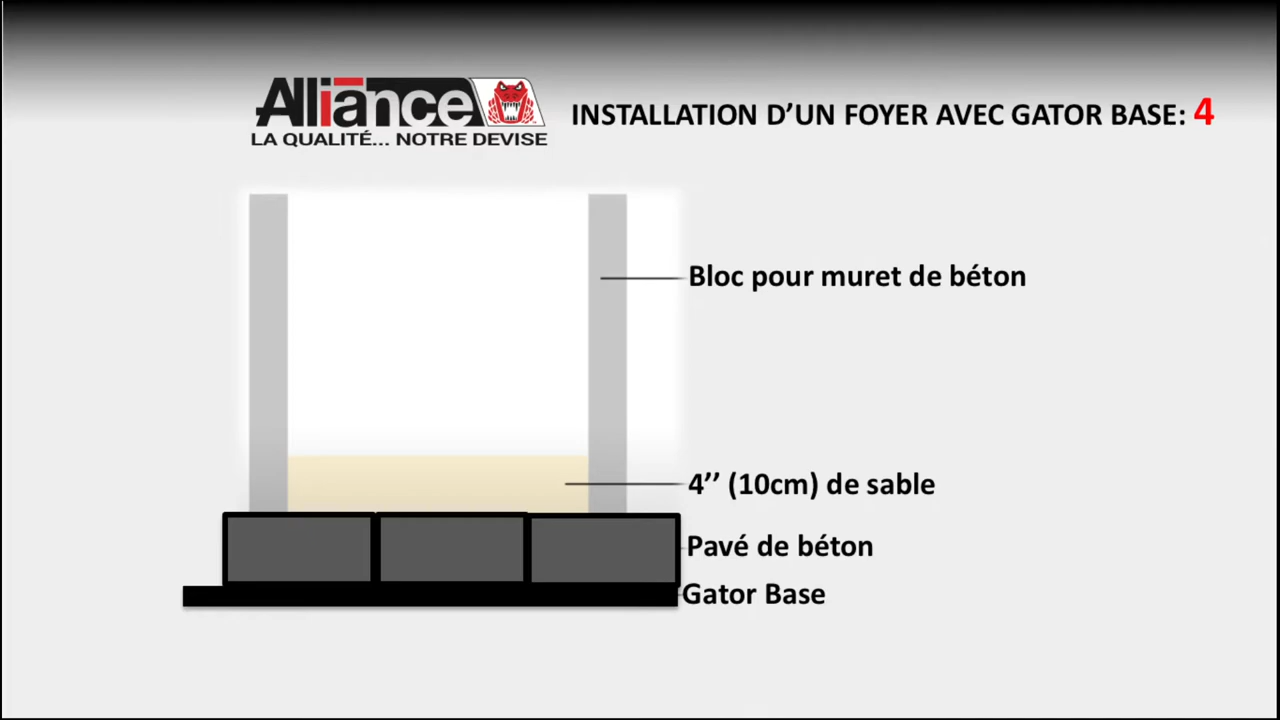 Alliance
LA QUALITÉ... NOTRE DEVISE
INSTALLATION D’UN FOYER AVEC GATOR BASE: 4
Bloc pour muret de béton
4’’ (10cm) de sable
Pavé de béton
Gator Base